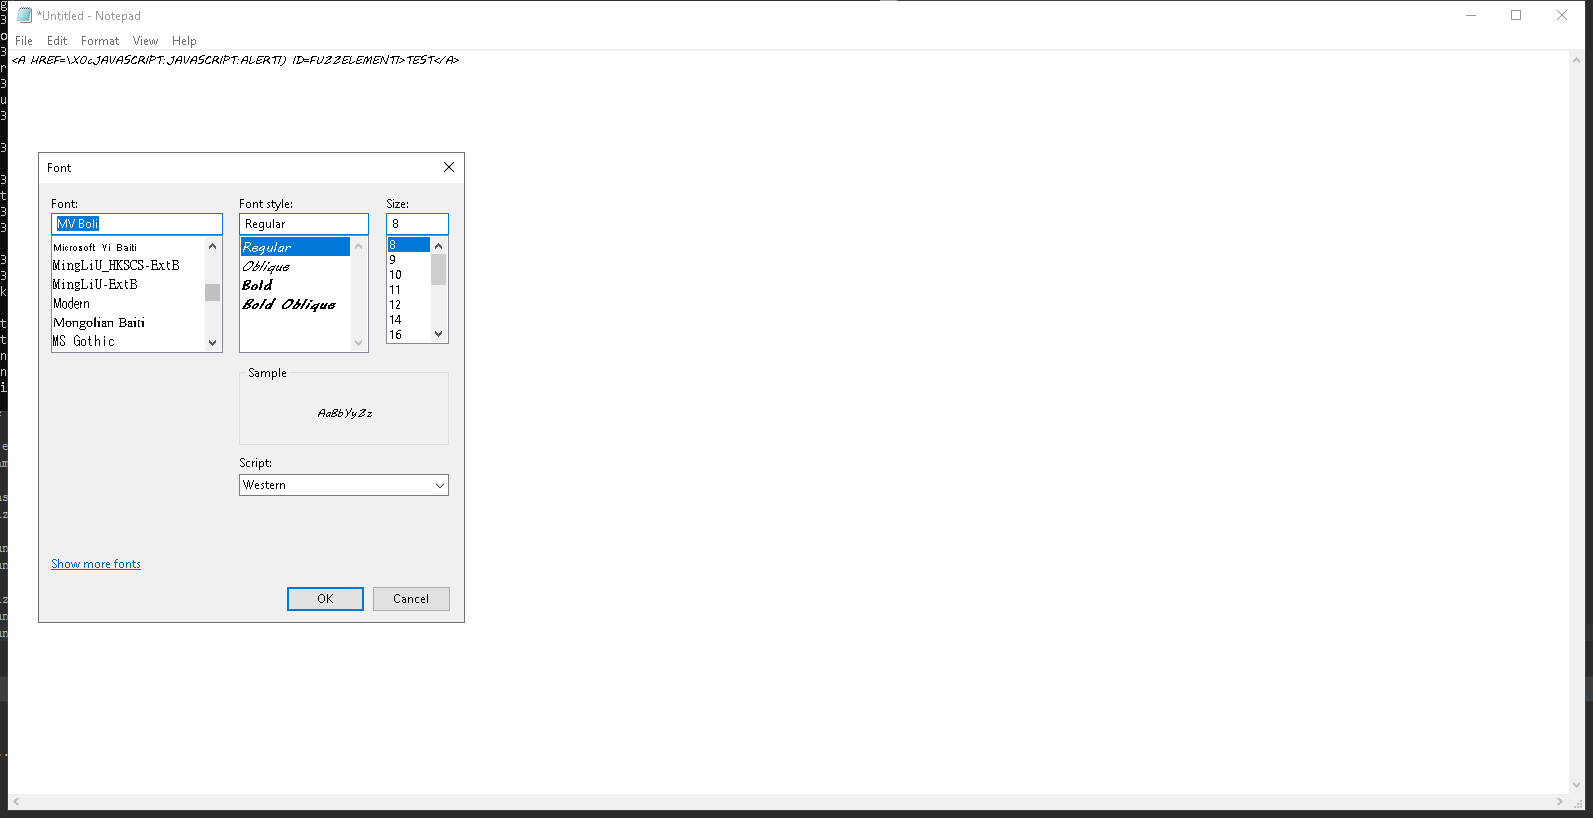 *Untitled - Notepad
File Edit Format View Help
<A HREF=\X0cJAVASCRIPT:JAVASCRIPT:ALERT1) ID=FUZZELEMENT1>TEST</A>
Font
Font: Font style: Size:
MV Boli Regular 8
Microsoft Yi Baiti Regular 8
MingLiU_HKSCS-ExtB Oblique 9
MingLiU-ExtB Bold 10
Modern Bold Oblique 11
Mongolian Baiti 12
MS Gothic 14
16
Sample
AaBbYyZz
Script:
Western
Show more fonts
OK Cancel